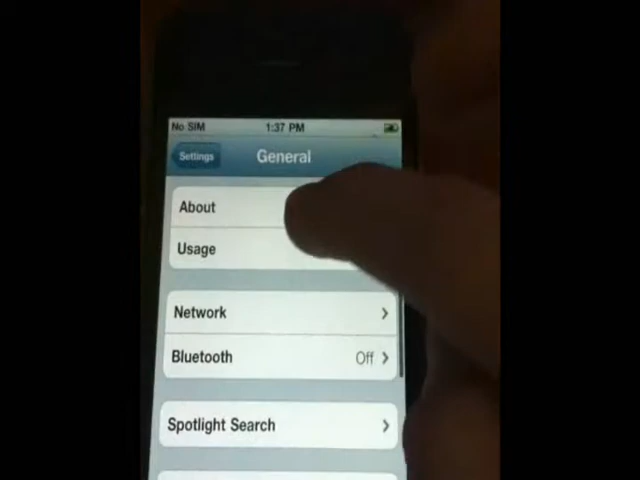 No SIM 1:37 PM
Settings General
About
Usage
Network
Bluetooth Off
Spotlight Search